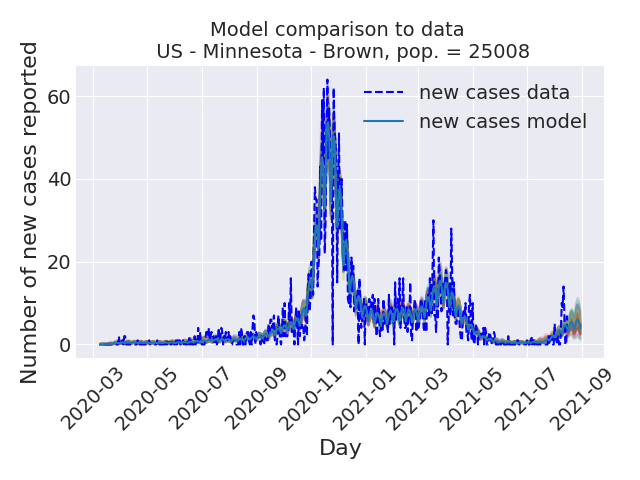 Model comparison to data
US - Minnesota - Brown, pop. = 25008
Number of new cases reported
60
40
20
0
new cases data
new cases model
2020-03
2020-05
2020-07
2020-09
2020-11
2021-01
2021-03
2021-05
2021-07
2021-09
Day